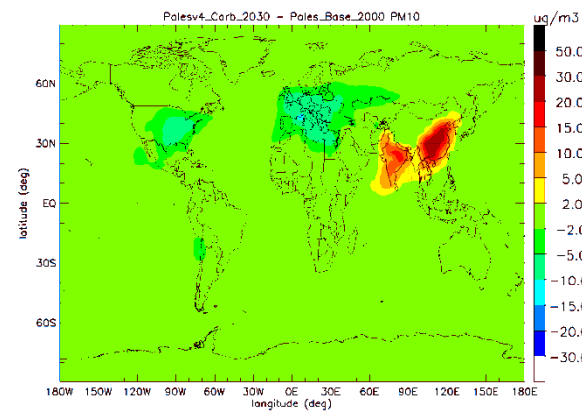 Palesv4_Carb_2030 - Pales_Base_2000 PM10
ug/m3
50.0
30.0
20.0
15.0
10.0
5.0
2.0
-2.0
-5.0
-10.0
-15.0
-20.0
-30.0
60N
30N
EQ
30S
60S
latitude (deg)
180W 150W 120W 90W 60W 30W 0E 30E 60E 90E 120E 150E 180E
longitude (deg)